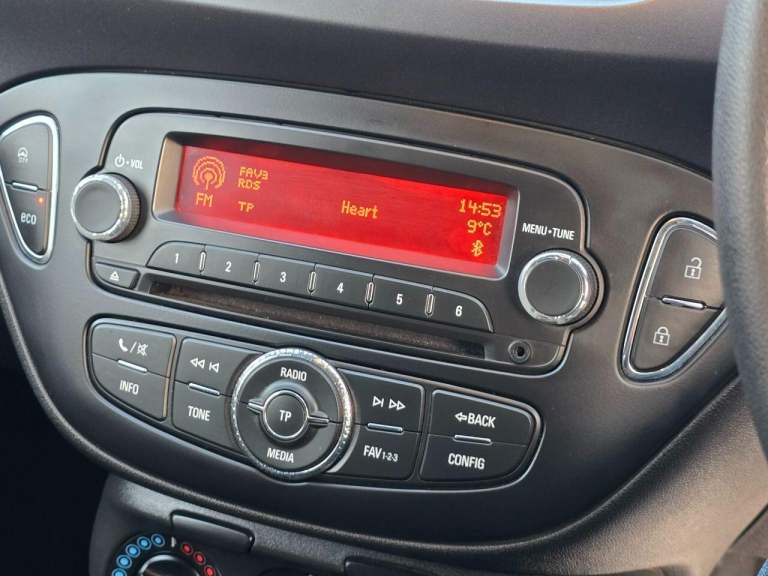 OFF
eco
VOL
FAV3
RDS
FM
TP
Heart
14:53
9°C
MENU•TUNE
1 2 3 4 5 6
INFO
TONE
RADIO
TP
MEDIA
FAV1-2-3
BACK
CONFIG